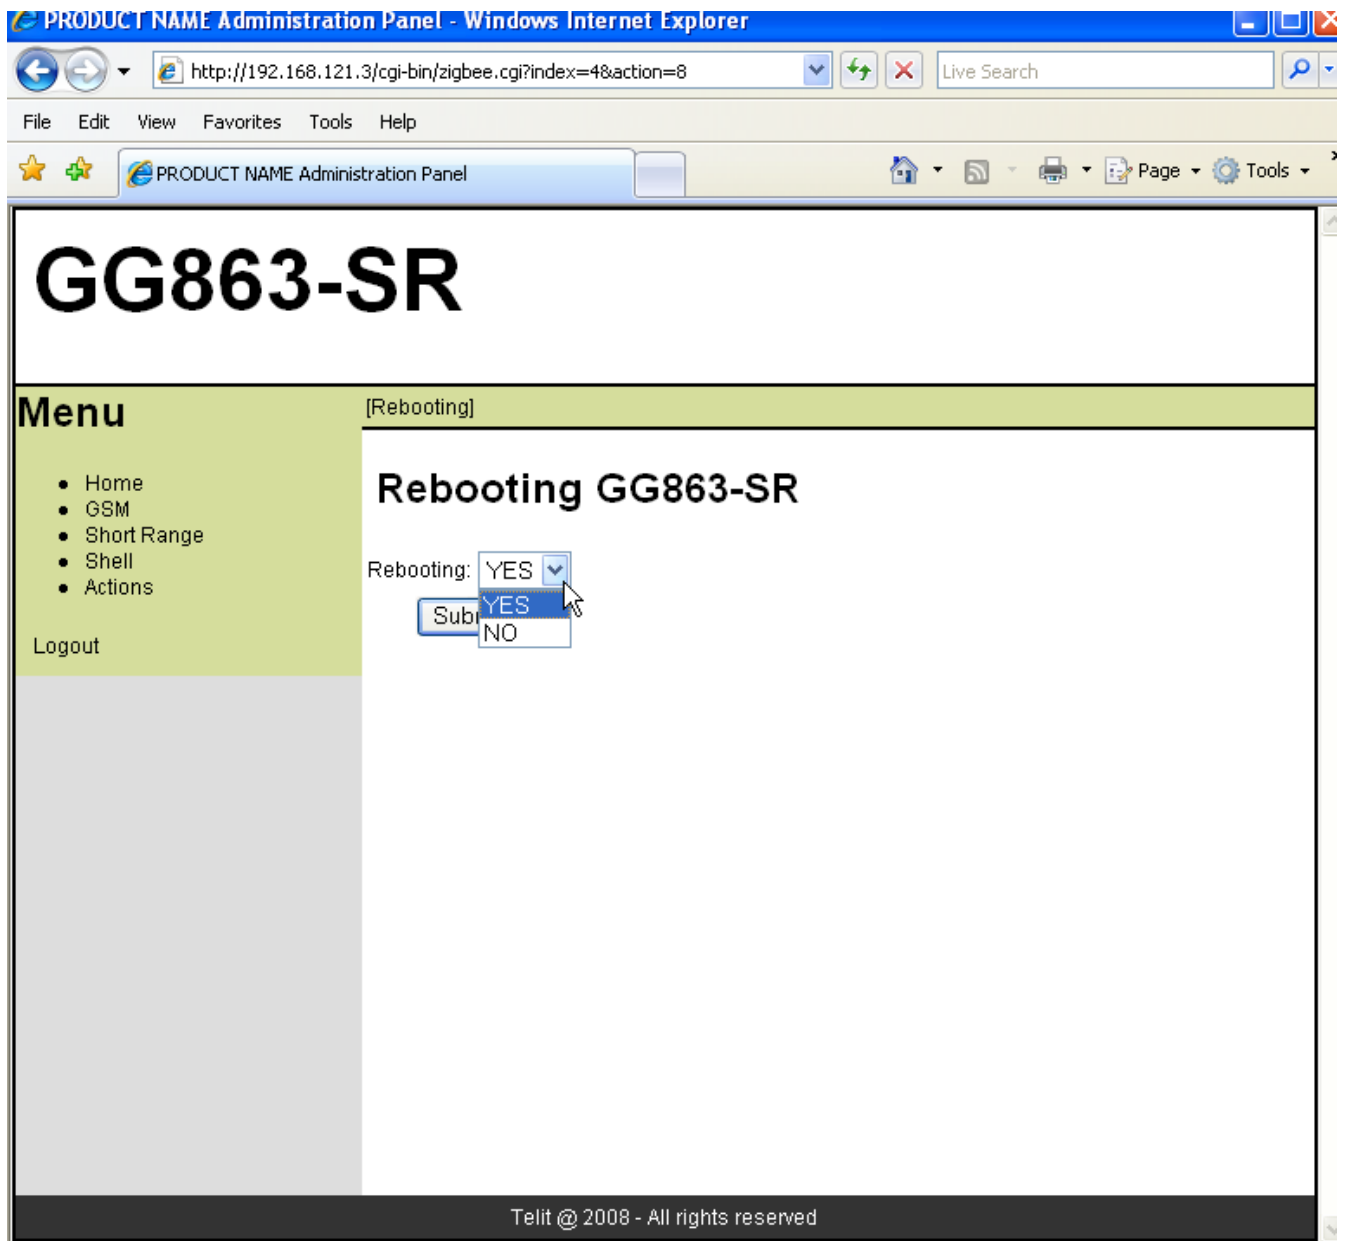 PRODUCT NAME Administration Panel - Windows Internet Explorer
http://192.168.121.3/cgi-bin/zigbee.cgi?index=4&action=8
Live Search
File Edit View Favorites Tools Help
PRODUCT NAME Administration Panel
Page Tools
GG863-SR
Menu
[Rebooting]
Home
GSM
Short Range
Shell
Actions
Logout
Rebooting GG863-SR
Rebooting: YES
YES
Sub
NO
Telit @ 2008 - All rights reserved